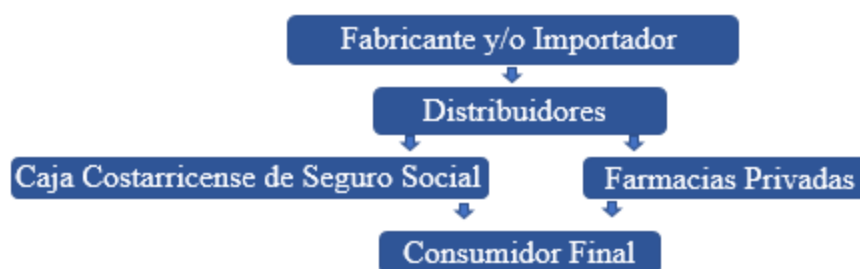 Fabricante y/o Importador
Distribuidores
Caja Costarricense de Seguro Social
Farmacias Privadas
Consumidor Final